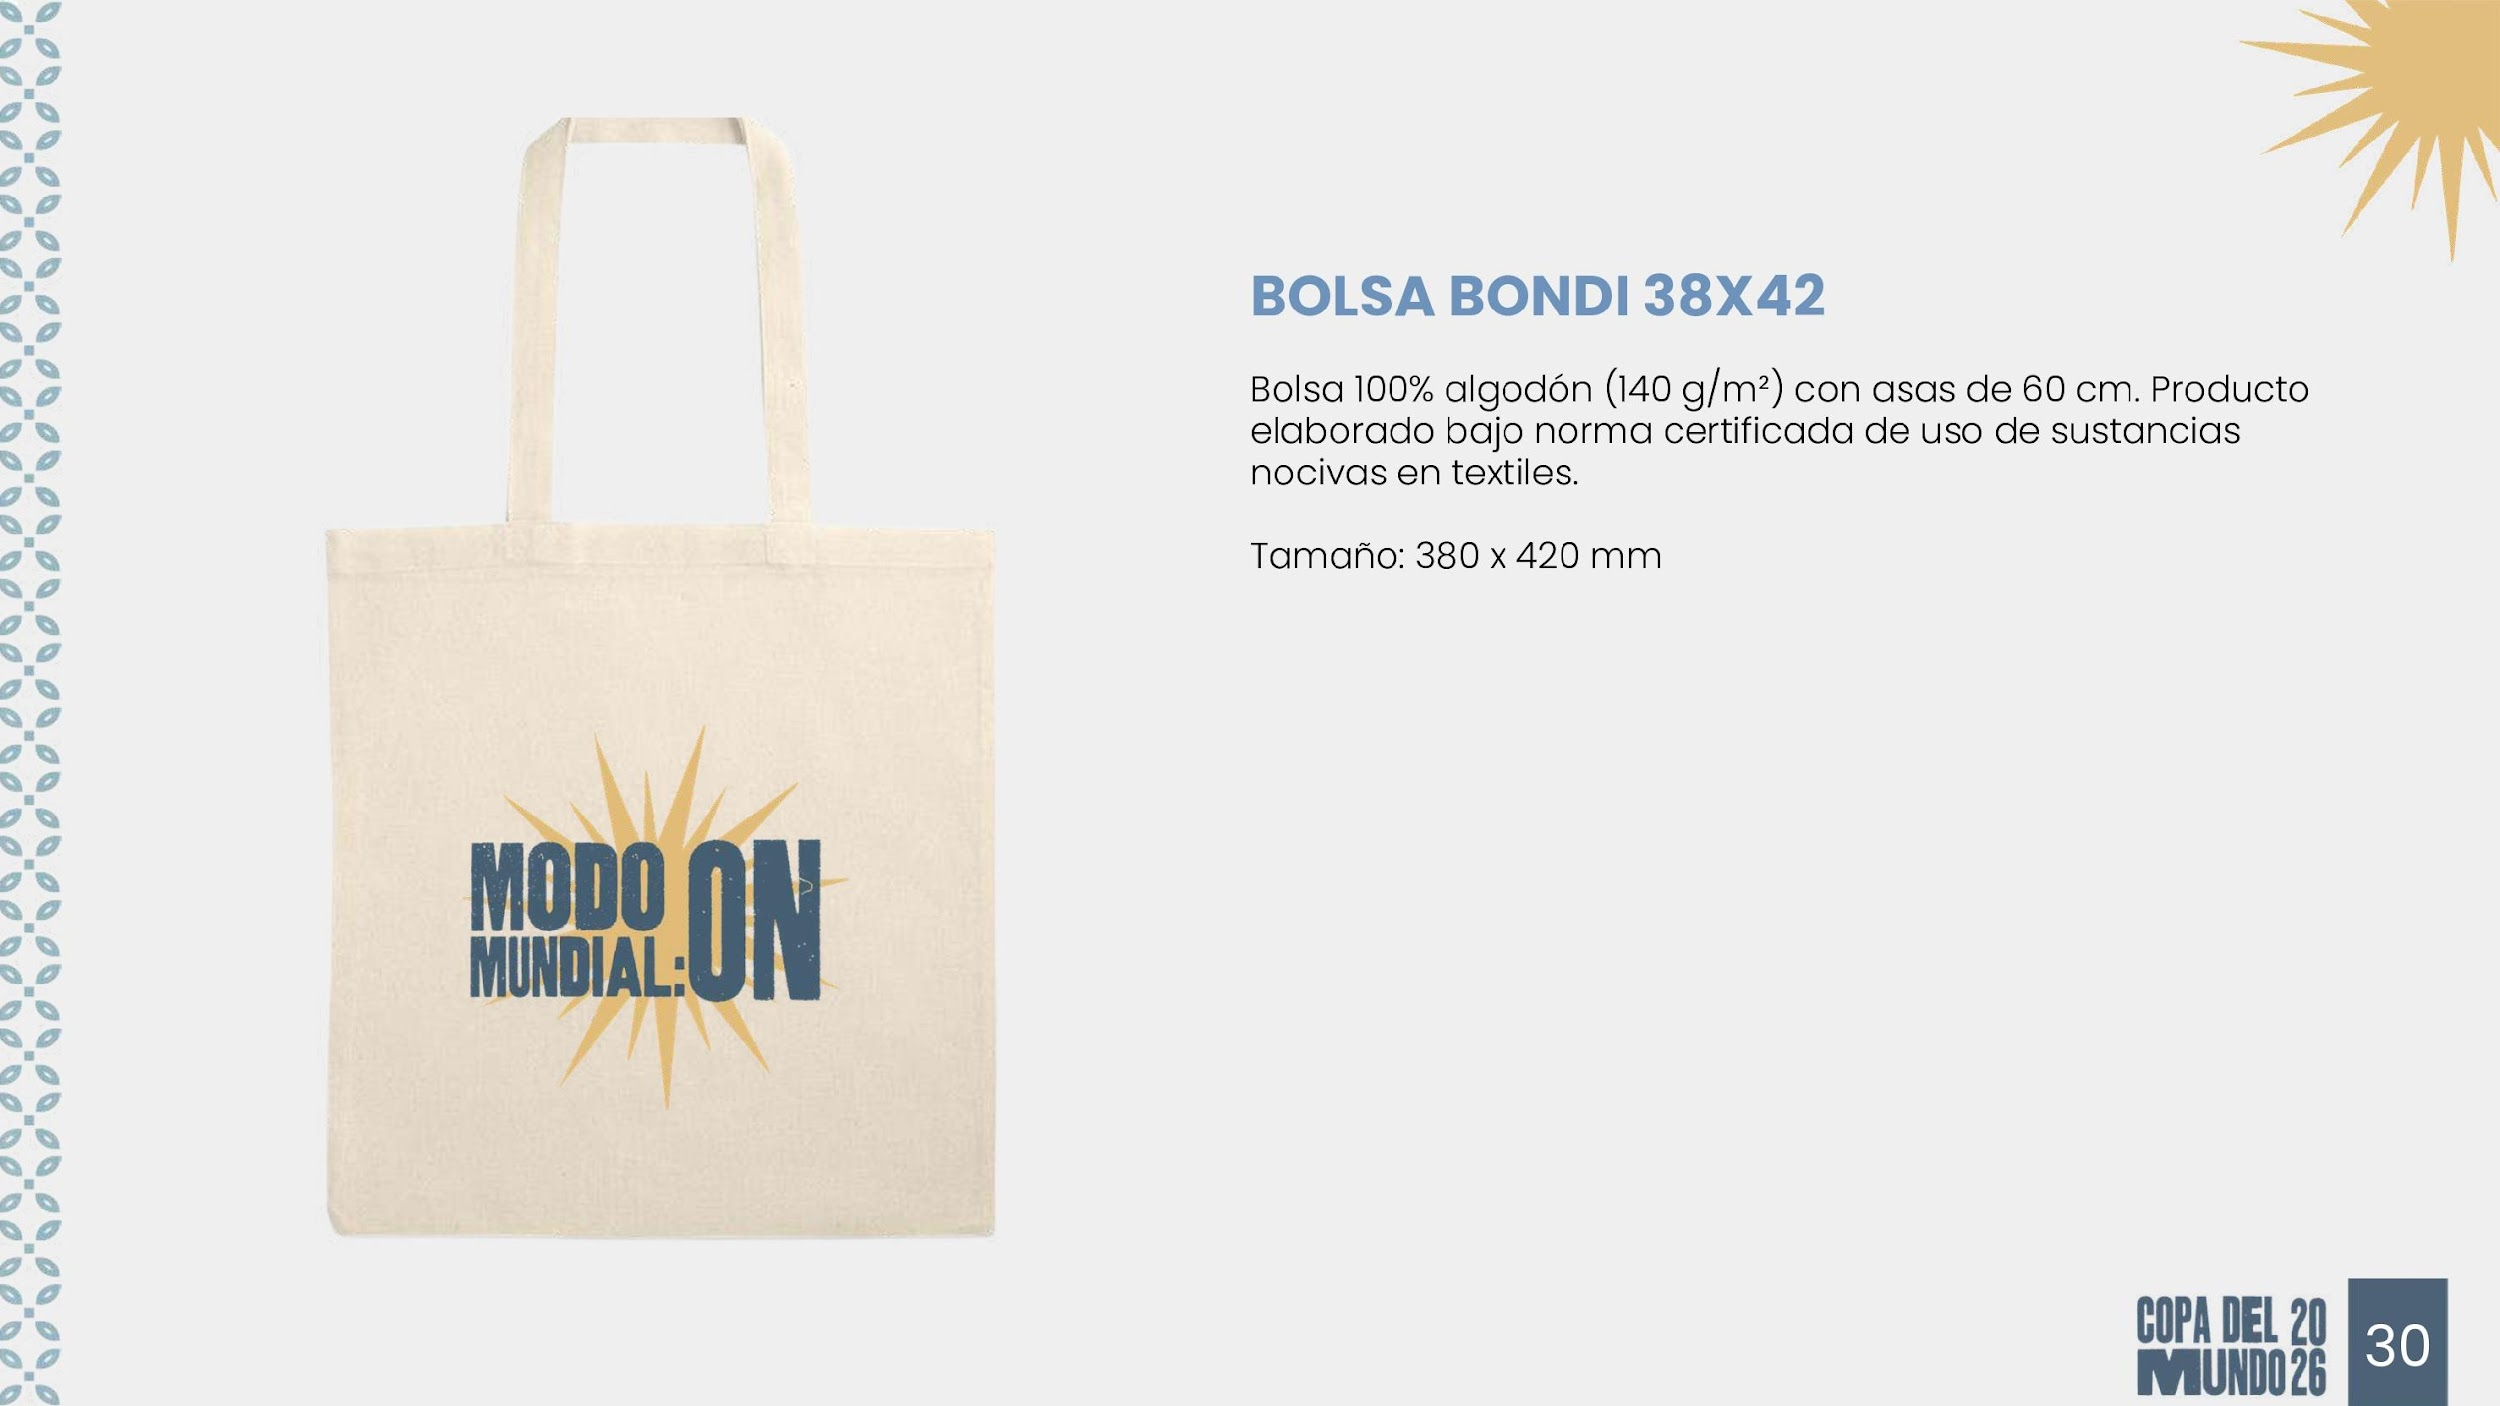 BOLSA BONDI 38X42
Bolsa 100% algodón (140 g/m²) con asas de 60 cm. Producto
elaborado bajo norma certificada de uso de sustancias
nocivas en textiles.
Tamaño: 380 x 420 mm
MODO
MUNDIAL: ON
COPA DEL 20
MUNDO 26
30